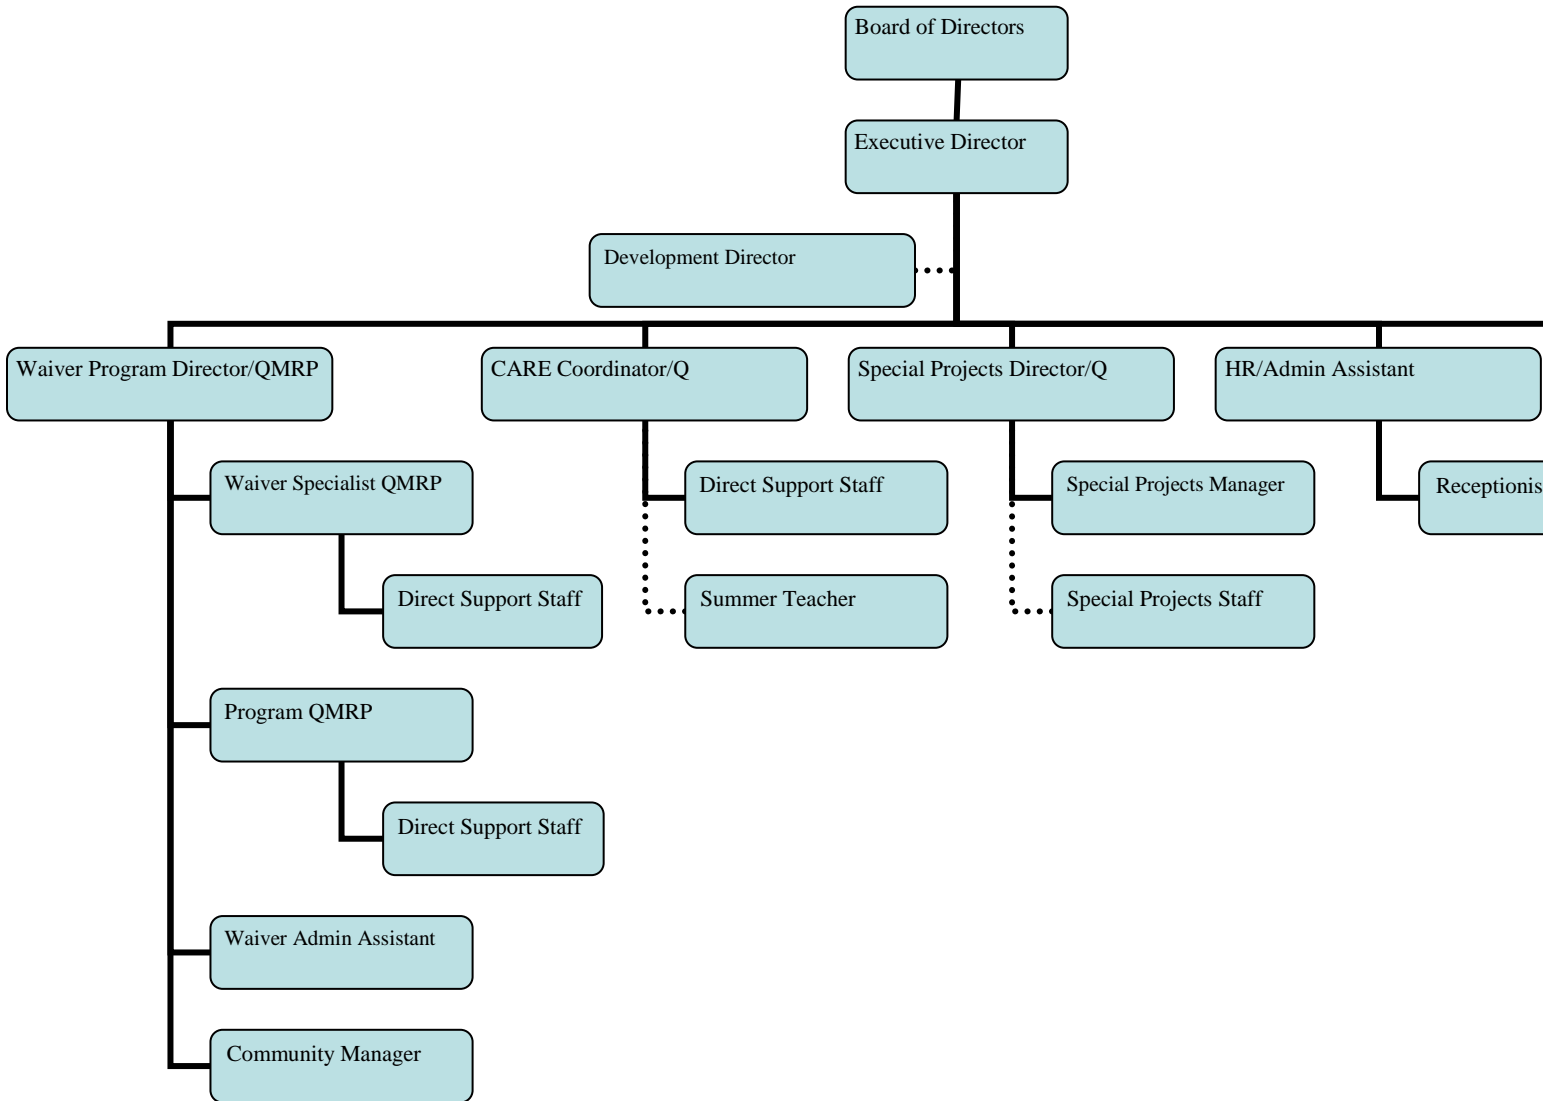 Board of Directors
Executive Director
Development Director
Waiver Program Director/QMRP
CARE Coordinator/Q
Special Projects Director/Q
HR/Admin Assistant
Waiver Specialist QMRP
Direct Support Staff
Special Projects Manager
Receptionis
Direct Support Staff
Summer Teacher
Special Projects Staff
Program QMRP
Direct Support Staff
Waiver Admin Assistant
Community Manager